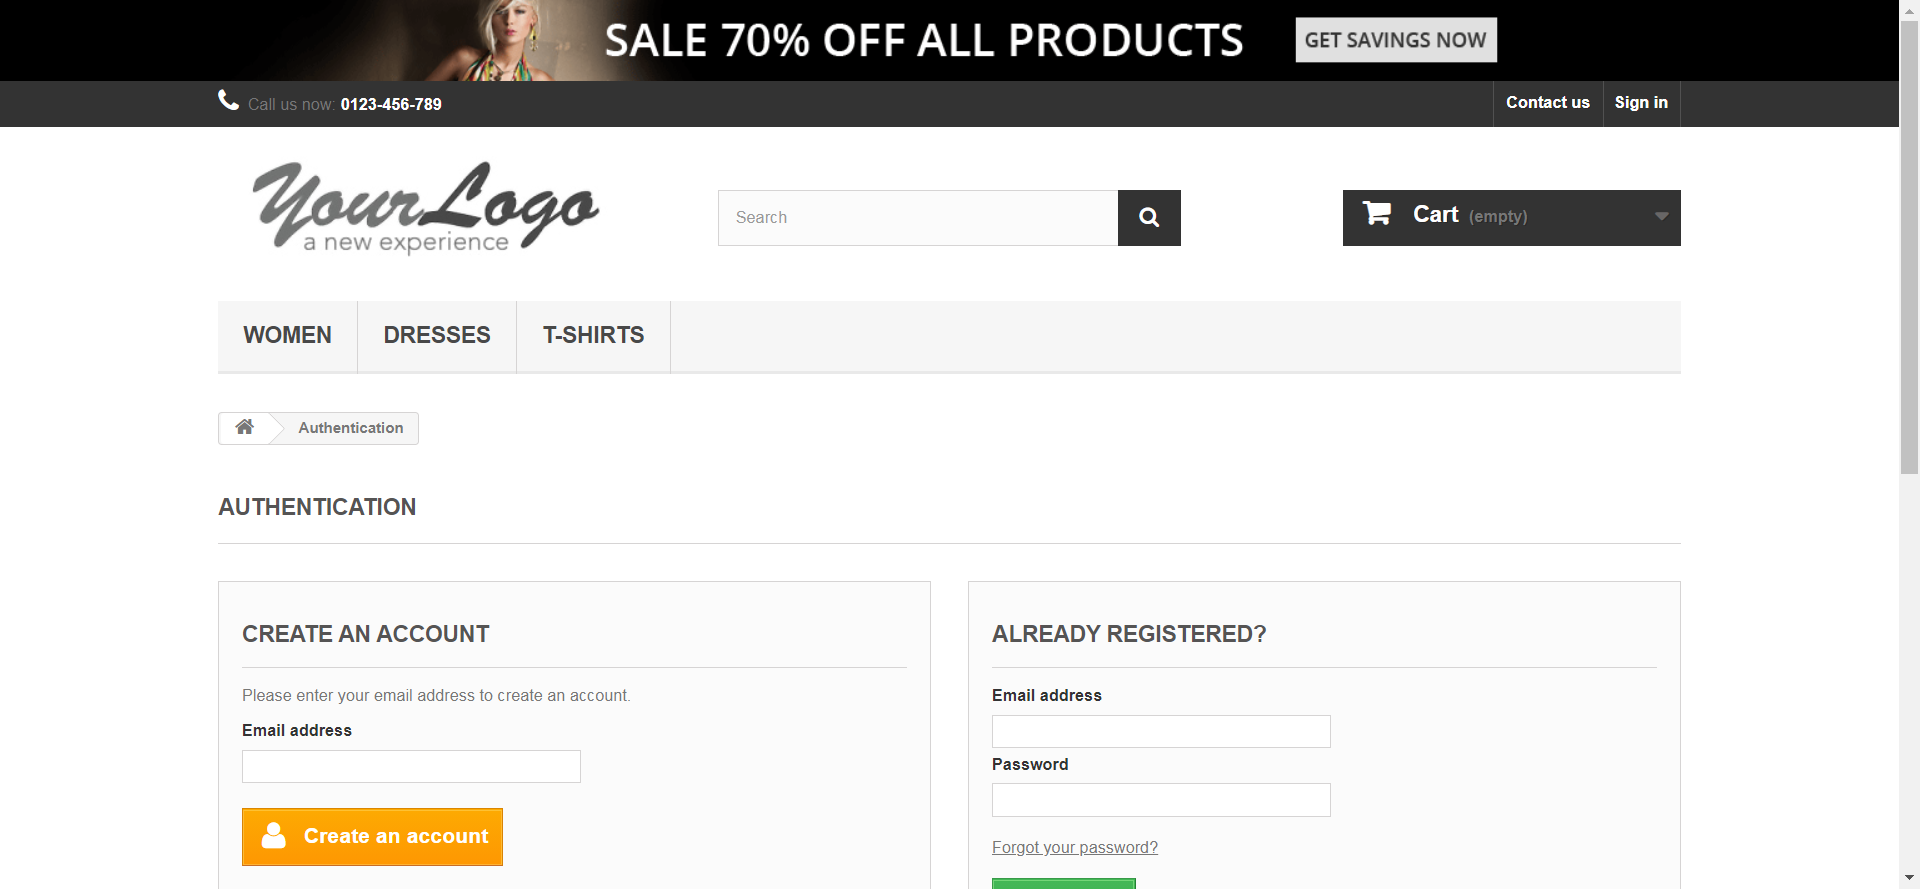 SALE 70% OFF ALL PRODUCTS GET SAVINGS NOW
Call us now: 0123-456-789 Contact us Sign in
YourLogo
a new experience
Search
Cart (empty)
WOMEN DRESSES T-SHIRTS
Authentication
AUTHENTICATION
CREATE AN ACCOUNT
Please enter your email address to create an account.
Email address
Create an account
ALREADY REGISTERED?
Email address
Password
Forgot your password?